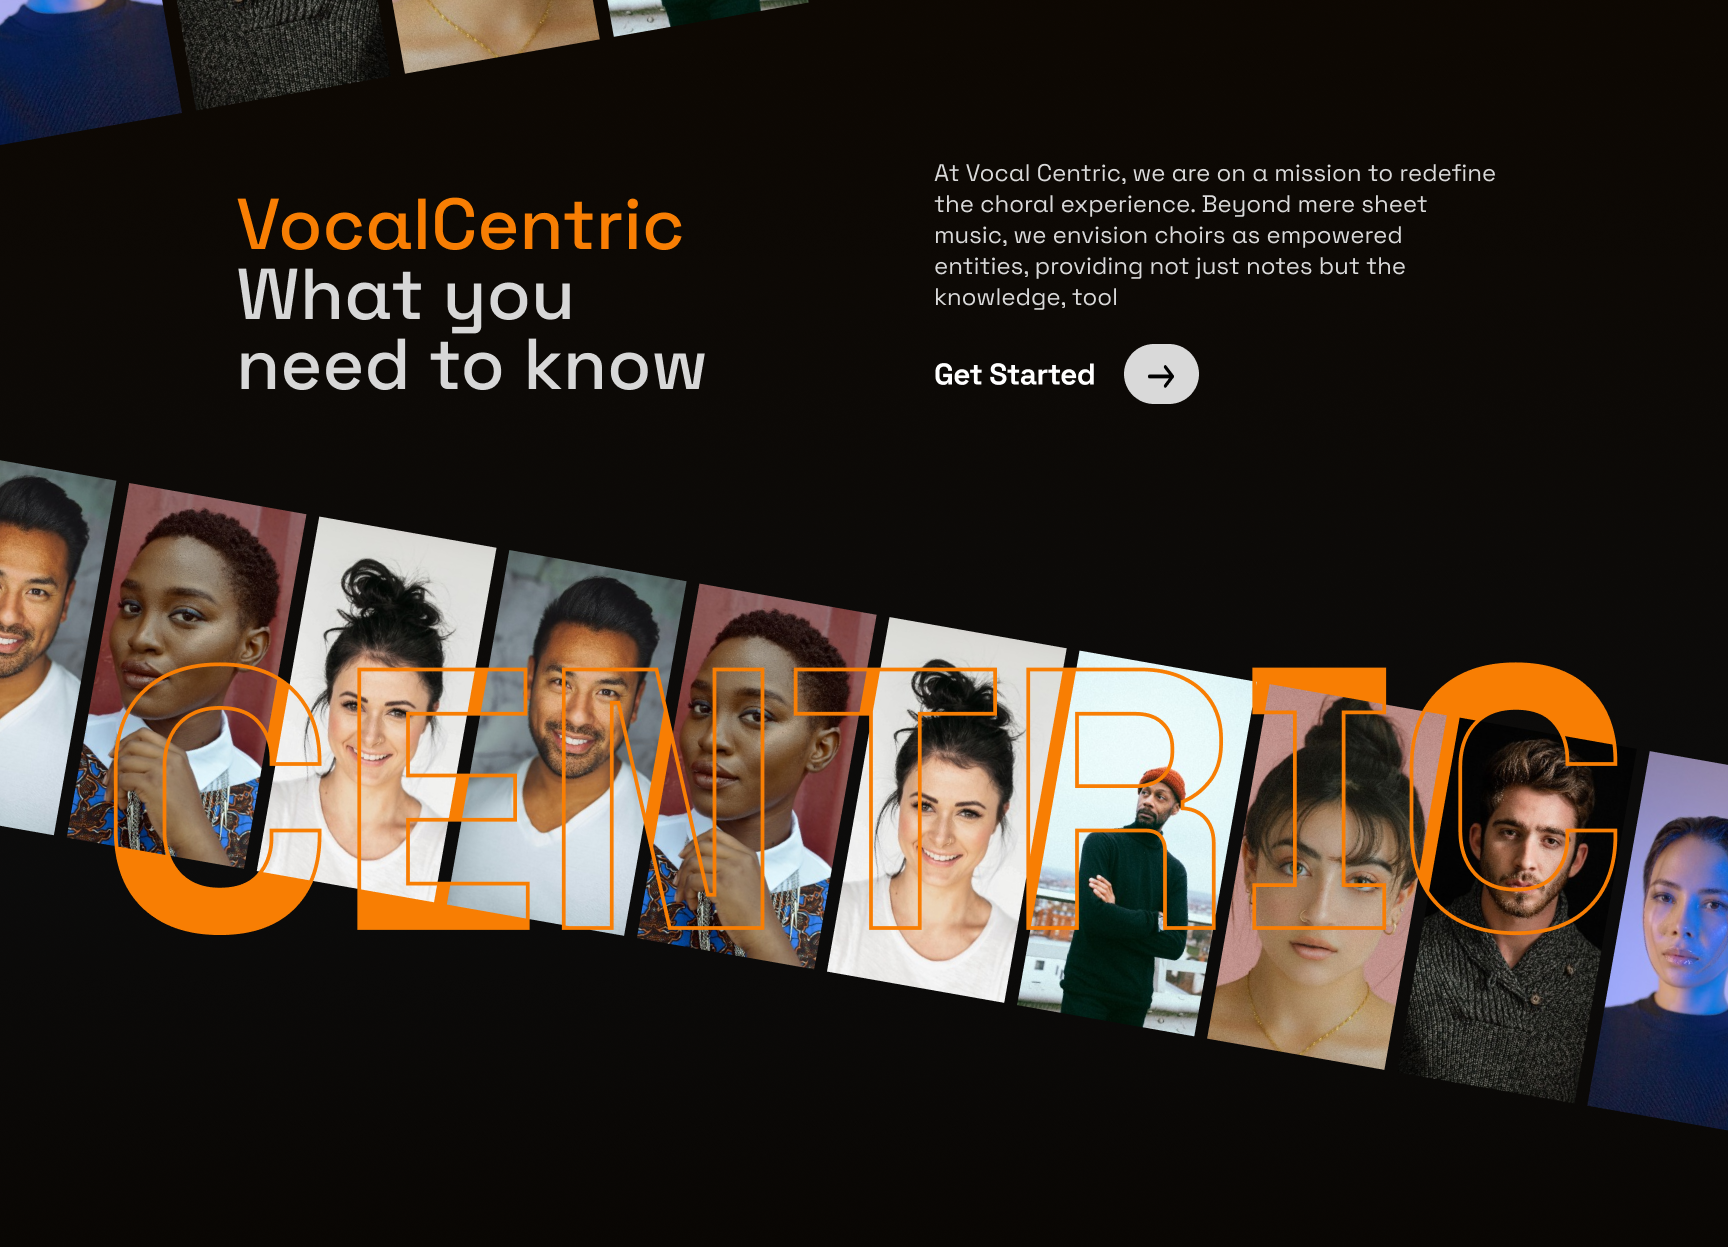 VocalCentric
What you
need to know
At Vocal Centric, we are on a mission to redefine
the choral experience. Beyond mere sheet
music, we envision choirs as empowered
entities, providing not just notes but the
knowledge, tool
Get Started
CENTRIC